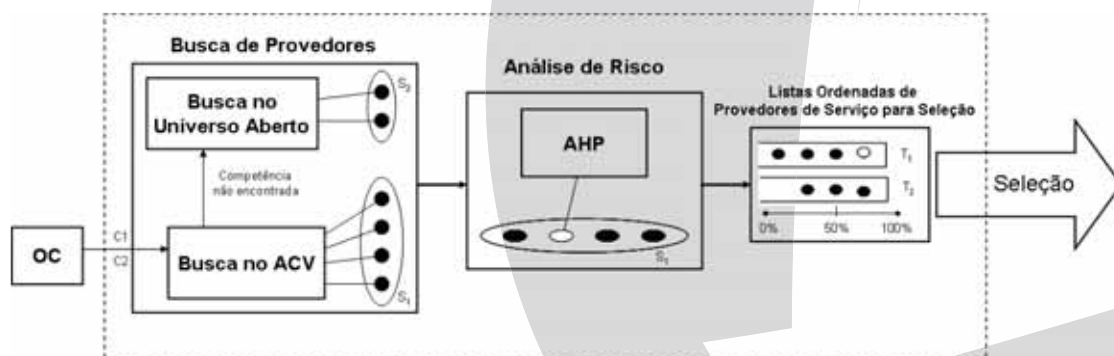 Busca de Provedores
Busca no
Universo Aberto
S₂
Competência
não encontrada
OC
C1
C2
Busca no ACV
S₁
Análise de Risco
AHP
S₁
Listas Ordenadas de
Provedores de Serviço para Seleção
T₁
T₂
0% 50% 100%
Seleção